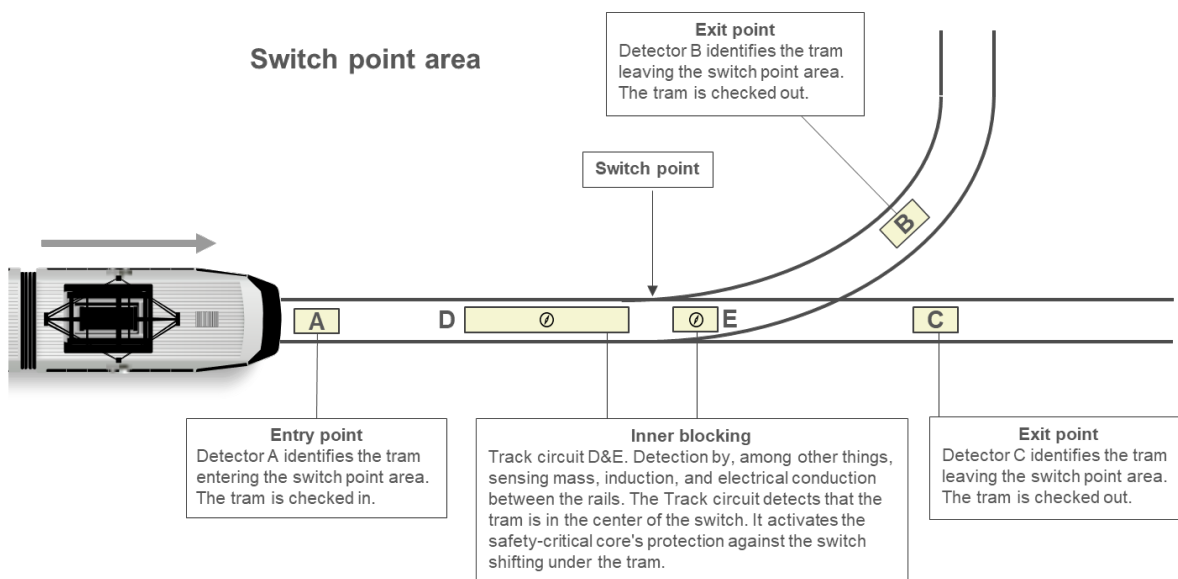 Switch point area
Exit point
Detector B identifies the tram
leaving the switch point area.
The tram is checked out.
Switch point
B
A
D
E
C
Entry point
Detector A identifies the tram
entering the switch point area.
The tram is checked in.
Inner blocking
Track circuit D&E. Detection by, among other things,
sensing mass, induction, and electrical conduction
between the rails. The Track circuit detects that the
tram is in the center of the switch. It activates the
safety-critical core's protection against the switch
shifting under the tram.
Exit point
Detector C identifies the tram
leaving the switch point area.
The tram is checked out.